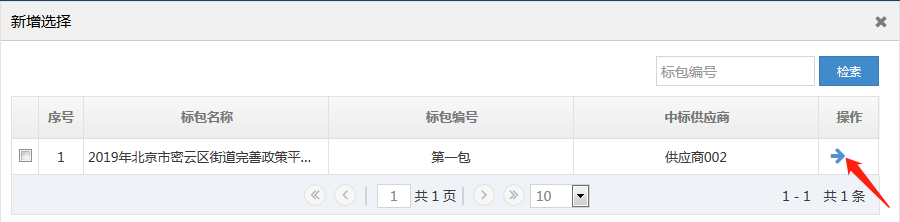 新增选择
标包编号 检索
序号 标包名称 标包编号 中标供应商 操作
1 2019年北京市密云区街道完善政策平... 第一包 供应商002
1 共 1 页 10 1 - 1 共 1 条